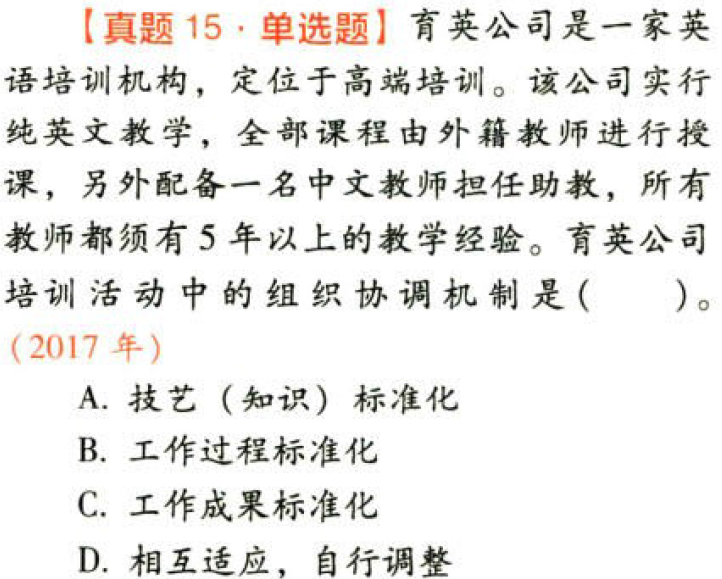 【真题 15·单选题】育英公司是一家英
语培训机构，定位于高端培训。该公司实行
纯英文教学，全部课程由外籍教师进行授
课，另外配备一名中文教师担任助教，所有
教师都须有 5 年以上的教学经验。育英公司
培训活动中的组织协调机制是(　　)。
(2017 年)
A. 技艺（知识）标准化
B. 工作过程标准化
C. 工作成果标准化
D. 相互适应，自行调整